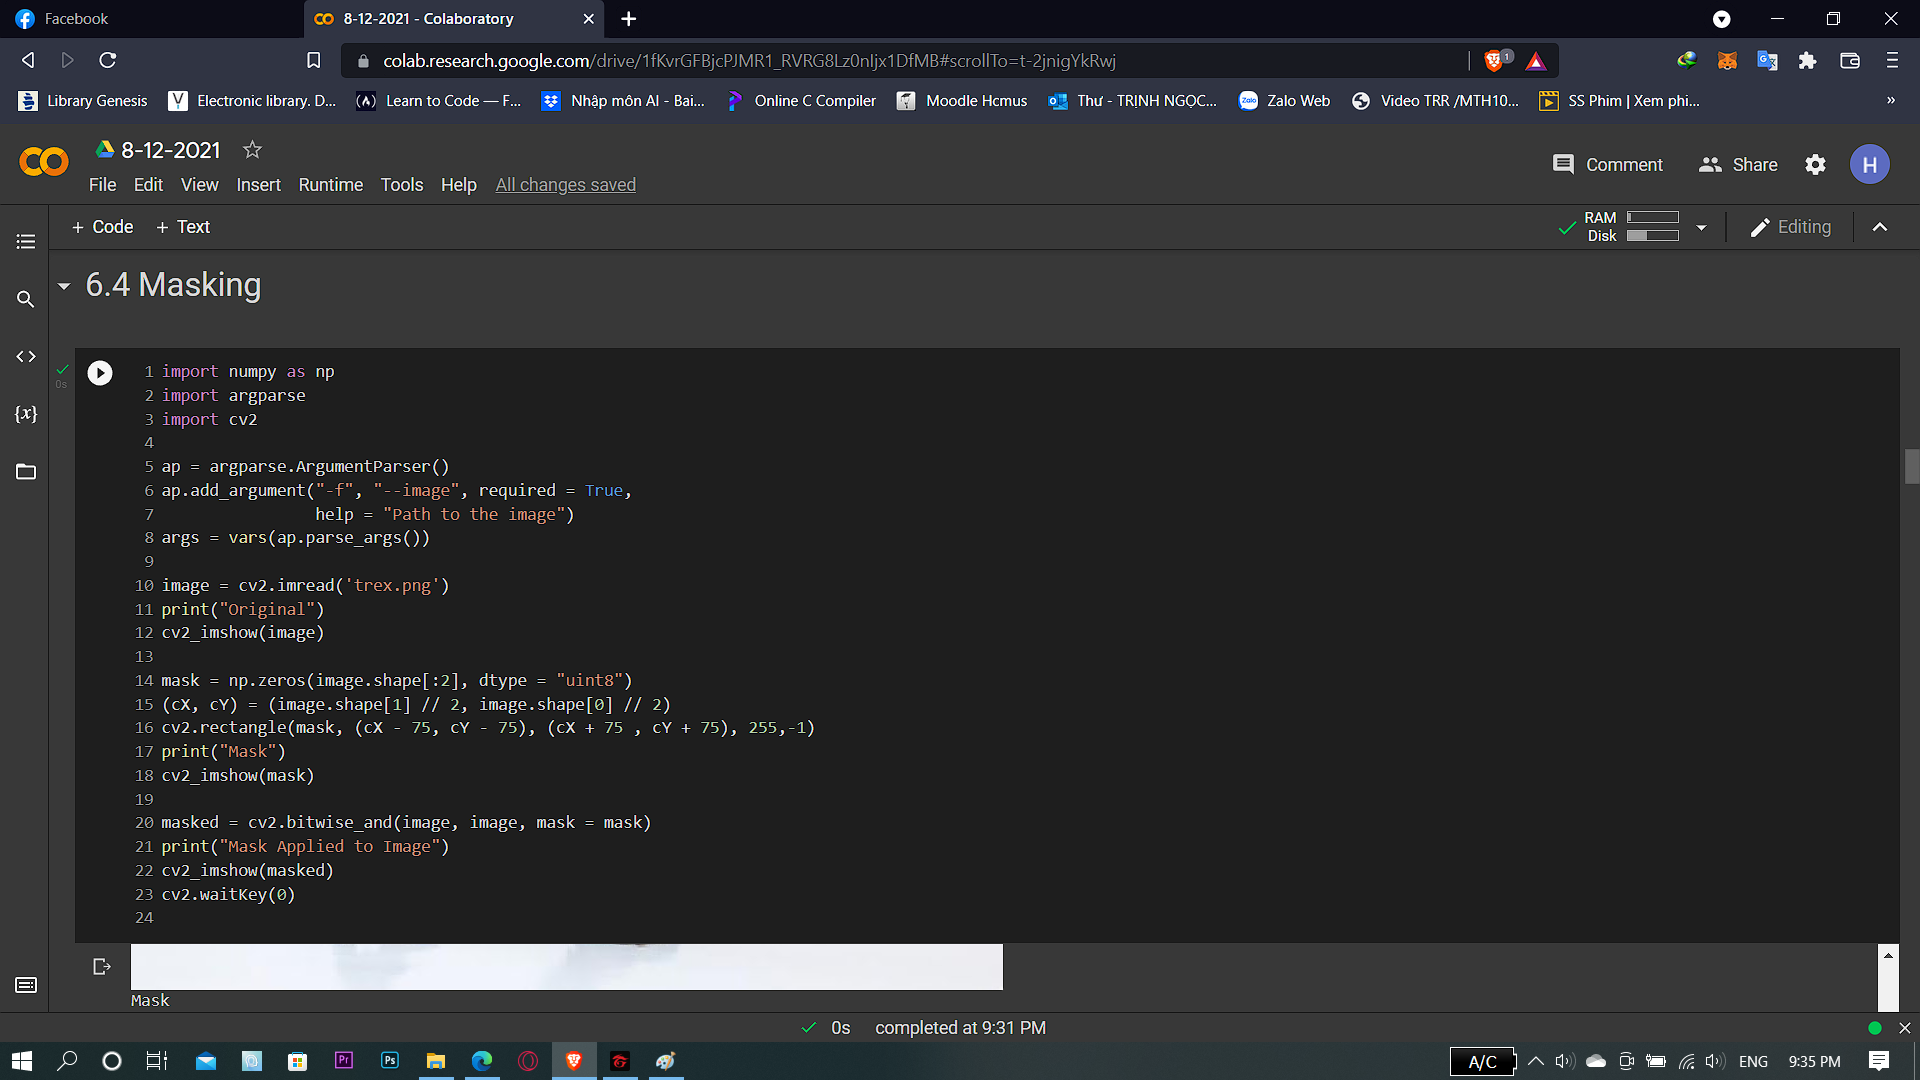 Facebook
8-12-2021 - Colaboratory
colab.research.google.com/drive/1fKvrGFBjcPJMR1_RVRG8Lz0nIjx1DfMB#scrollTo=t-2jnigYkRwj
1
Library Genesis
Electronic library. D...
Learn to Code — F...
Nhập môn AI - Bai...
Online C Compiler
Moodle Hcmus
Thư - TRỊNH NGỌC...
Zalo Web
Video TRR /MTH10...
SS Phim | Xem phi...
»
8-12-2021
File Edit View Insert Runtime Tools Help All changes saved
Comment
Share
H
+ Code + Text
RAM
Disk
Editing
6.4 Masking
0s
1 import numpy as np
2 import argparse
3 import cv2
4
5 ap = argparse.ArgumentParser()
6 ap.add_argument("-f", "--image", required = True,
7 help = "Path to the image")
8 args = vars(ap.parse_args())
9
10 image = cv2.imread('trex.png')
11 print("Original")
12 cv2_imshow(image)
13
14 mask = np.zeros(image.shape[:2], dtype = "uint8")
15 (cX, cY) = (image.shape[1] // 2, image.shape[0] // 2)
16 cv2.rectangle(mask, (cX - 75, cY - 75), (cX + 75 , cY + 75), 255,-1)
17 print("Mask")
18 cv2_imshow(mask)
19
20 masked = cv2.bitwise_and(image, image, mask = mask)
21 print("Mask Applied to Image")
22 cv2_imshow(masked)
23 cv2.waitKey(0)
24
Mask
0s completed at 9:31 PM
Pr
Ps
A/C
ENG
9:35 PM